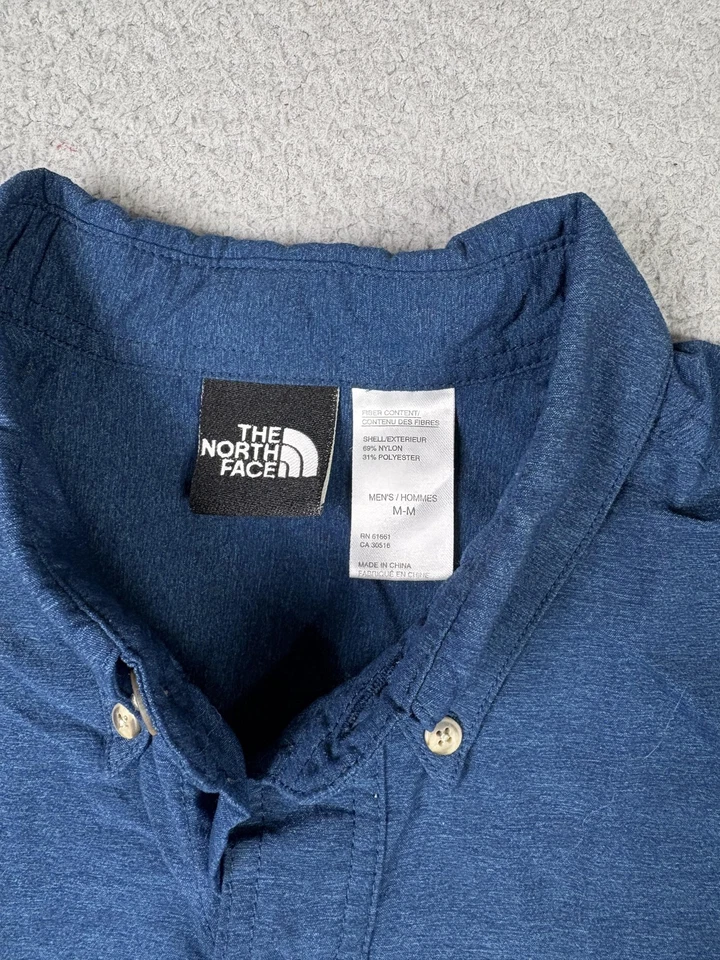 THE
NORTH
FACE
FIBER CONTENT/
CONTENU DES FIBRES
SHELL/EXTERIEUR
69% NYLON
31% POLYESTER
MEN'S / HOMMES
M-M
RN 61661
CA 30516
MADE IN CHINA
FABRIQUÉ EN CHINE